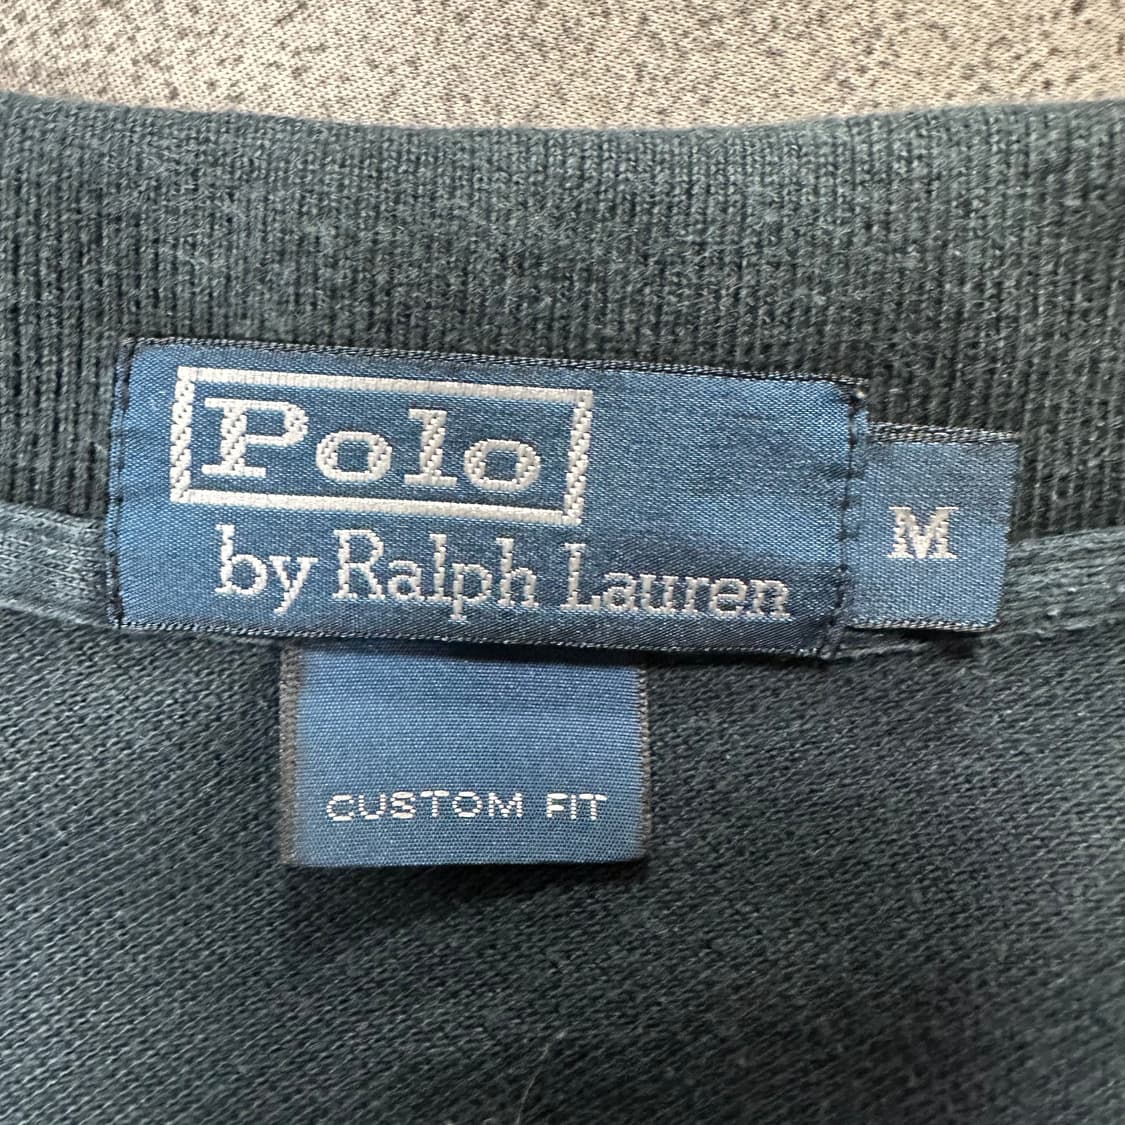 Polo
by Ralph Lauren
M
CUSTOM FIT